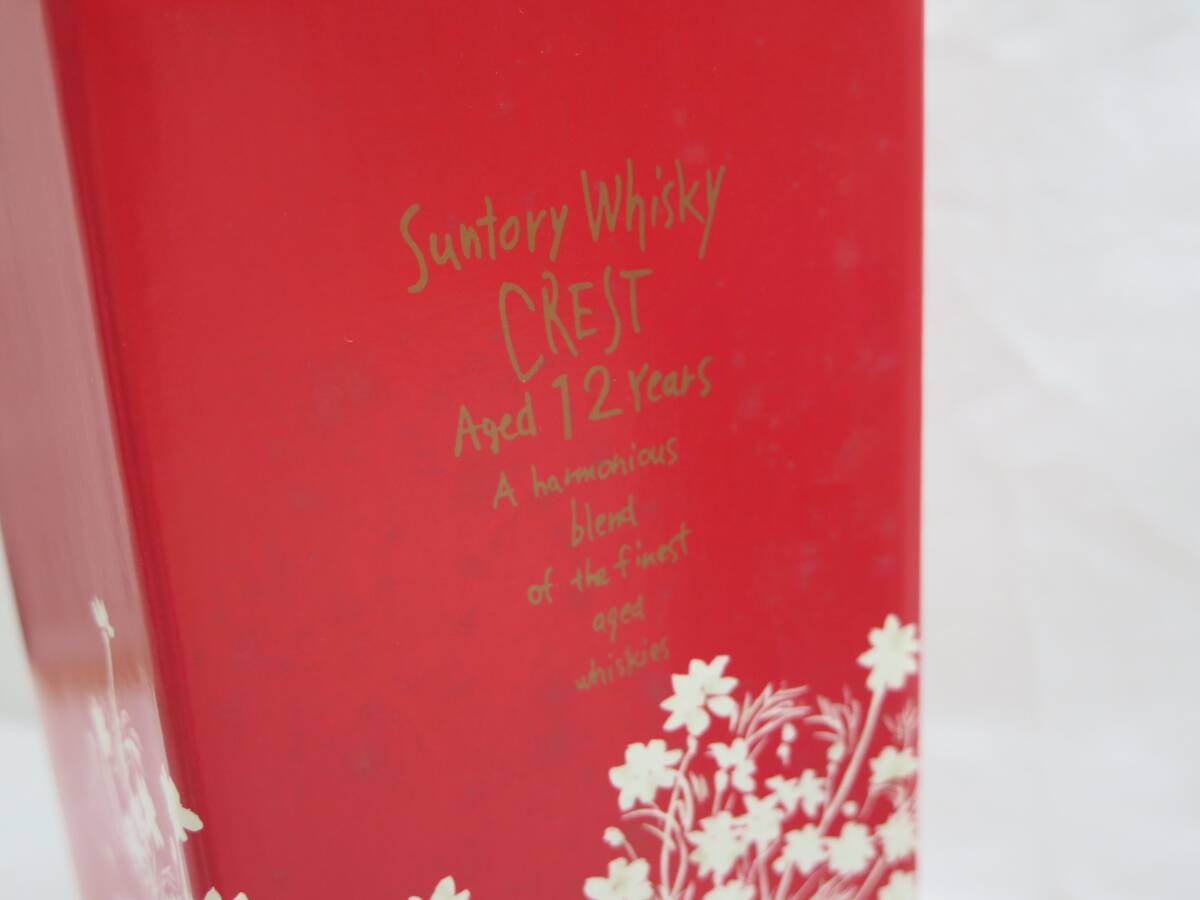 Suntory Whisky
CREST
Aged 12 Years
A harmonious
blend
of the finest
aged
whiskies